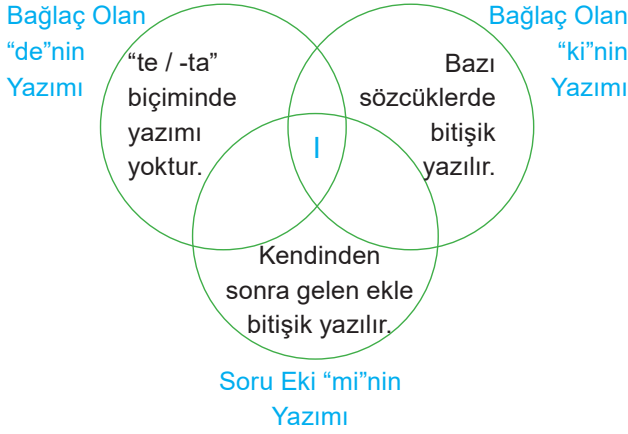 Bağlaç Olan
“de”nin
Yazımı
“te / -ta”
biçiminde
yazımı
yoktur.
Bağlaç Olan
“ki”nin
Yazımı
Bazı
sözcüklerde
bitişik
yazılır.
I
Kendinden
sonra gelen ekle
bitişik yazılır.
Soru Eki “mi”nin
Yazımı